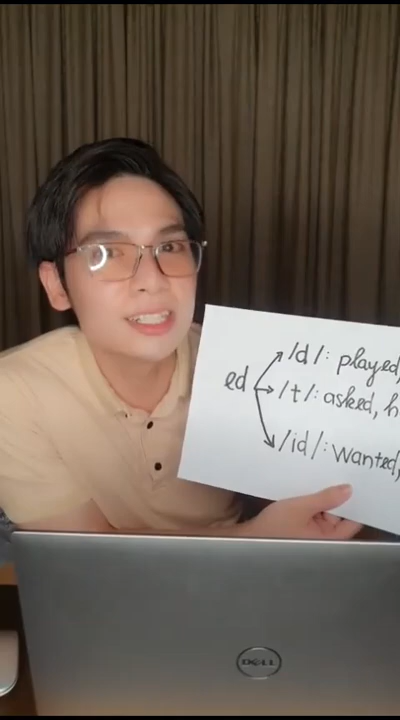 /d/: played,
ed
/t/: asked, h
/id/: wanted,
DELL